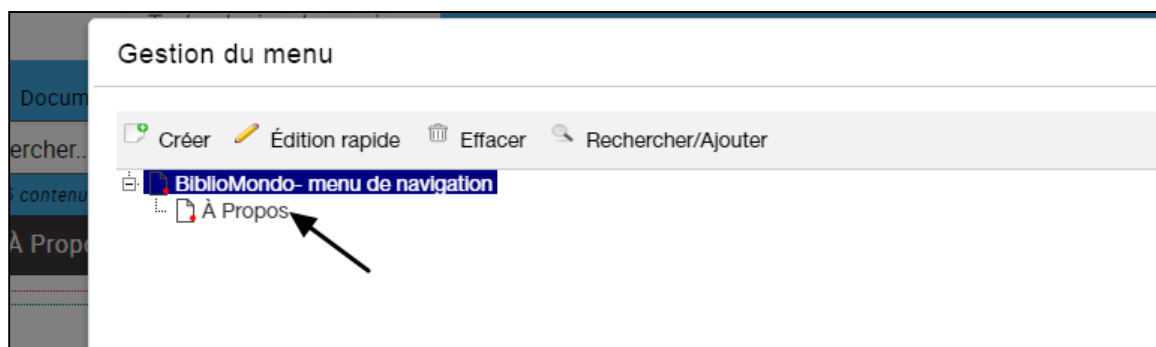 Gestion du menu
Docum
Créer Édition rapide Effacer Rechercher/Ajouter
ercher..
BiblioMondo- menu de navigation
contenu
À Propos
À Propo